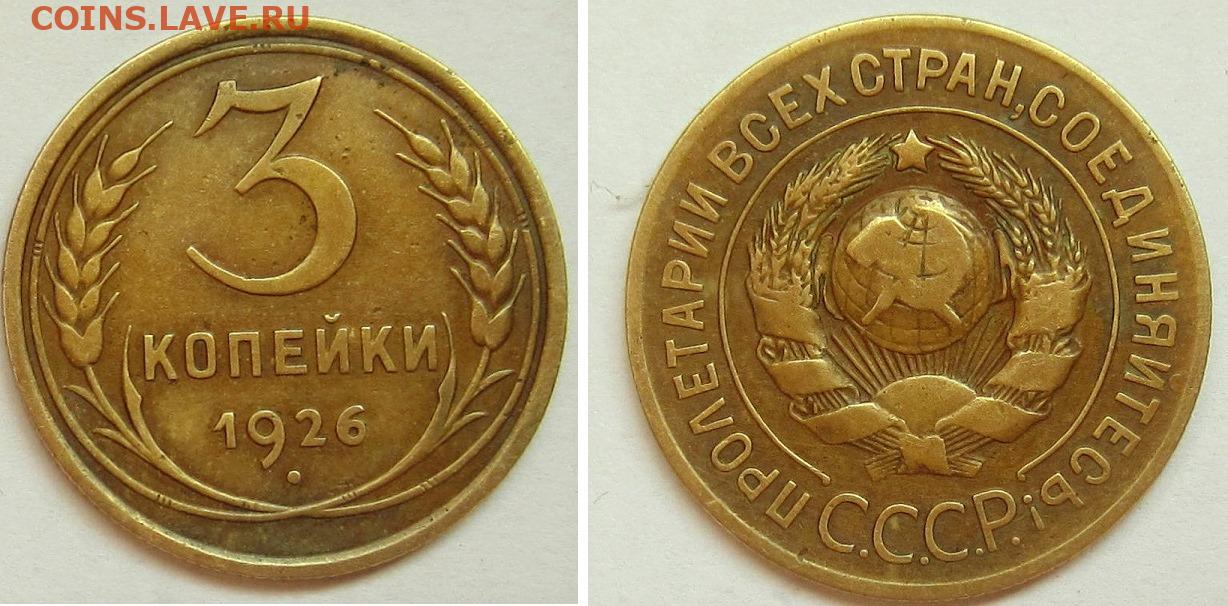 COINS.LAVE.RU
3
КОПЕЙКИ
1926
ПРОЛЕТАРИИ ВСЕХ СТРАН, СОЕДИНЯЙТЕСЬ!
С.С.С.Р.